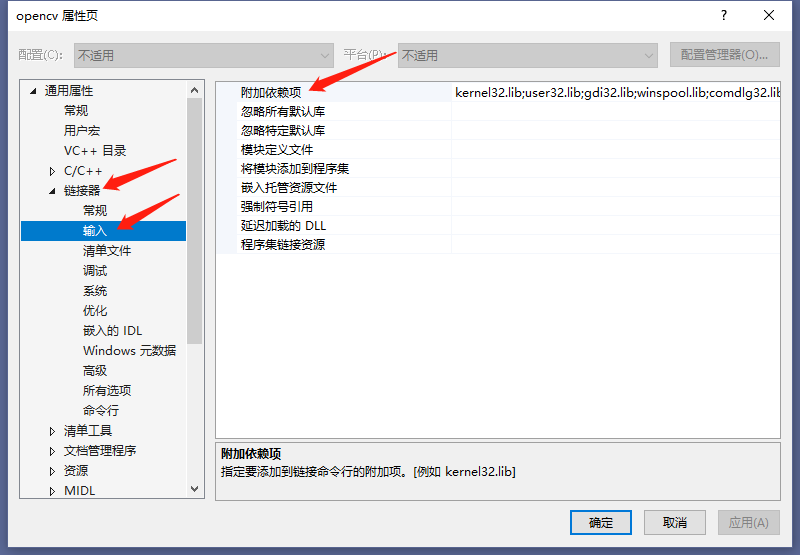 opencv 属性页
配置(C): 不适用 平台(P): 不适用 配置管理器(O)...
通用属性
常规
用户宏
VC++ 目录
C/C++
链接器
常规
输入
清单文件
调试
系统
优化
嵌入的 IDL
Windows 元数据
高级
所有选项
命令行
清单工具
文档管理程序
资源
MIDL
附加依赖项 kernel32.lib;user32.lib;gdi32.lib;winspool.lib;comdlg32.lib
忽略所有默认库
忽略特定默认库
模块定义文件
将模块添加到程序集
嵌入托管资源文件
强制符号引用
延迟加载的 DLL
程序集链接资源
附加依赖项
指定要添加到链接命令行的附加项。[例如 kernel32.lib]
确定 取消 应用(A)